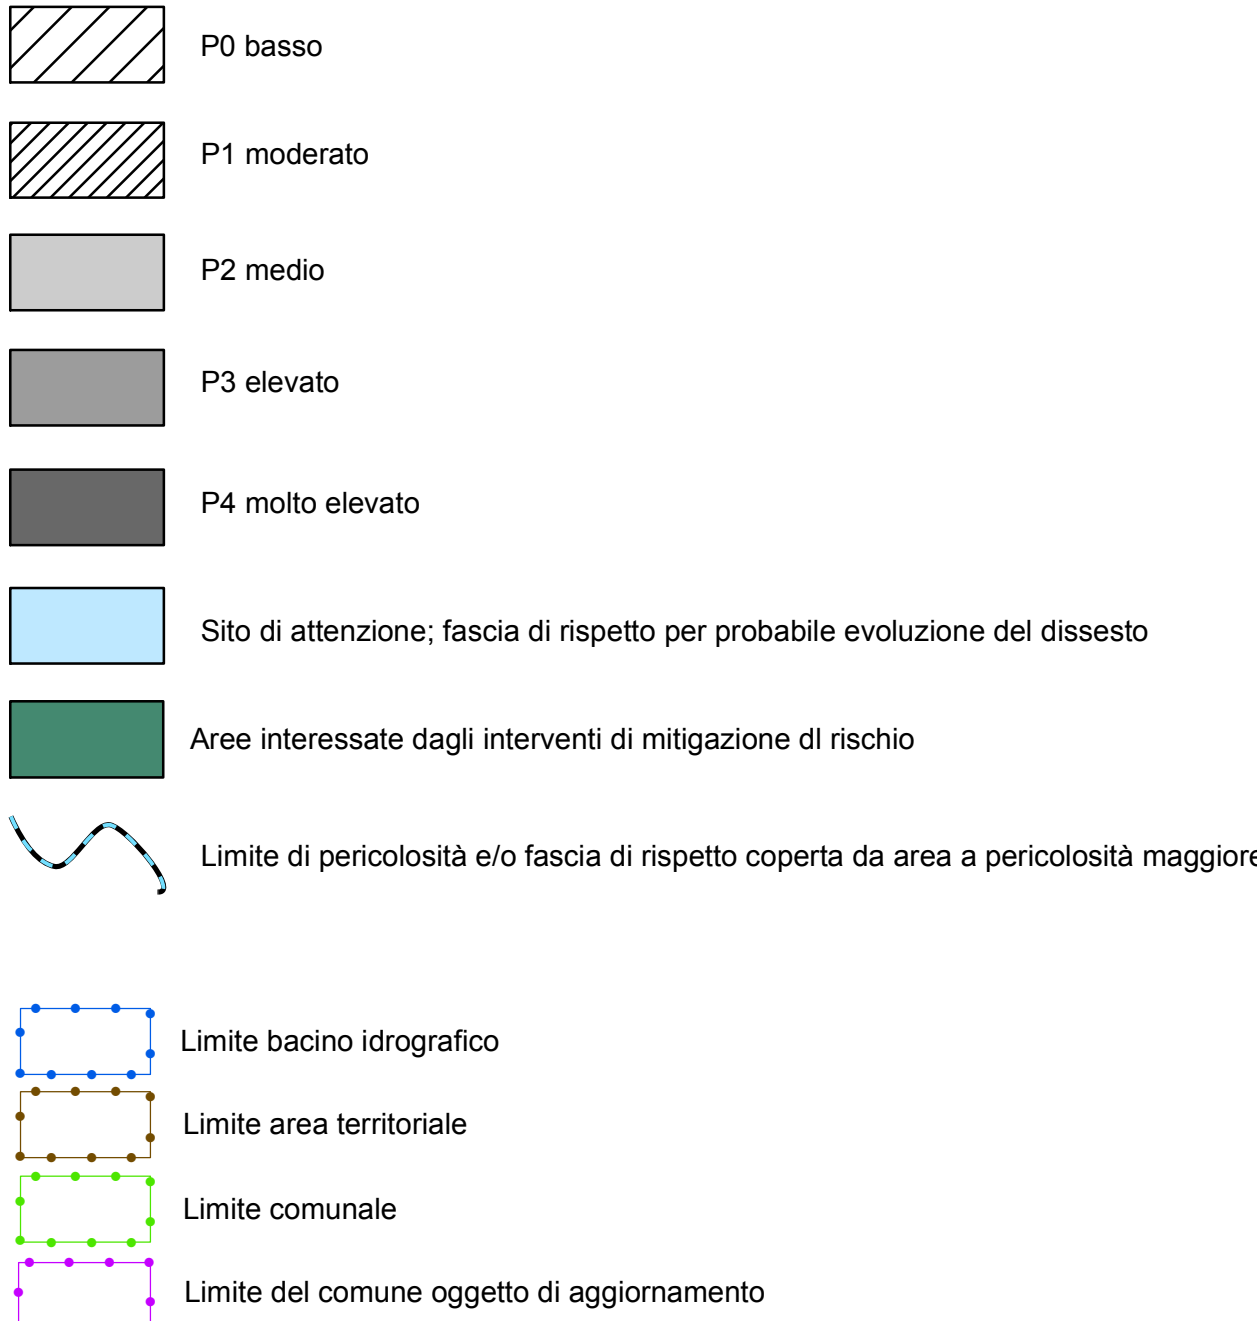 P0 basso
P1 moderato
P2 medio
P3 elevato
P4 molto elevato
Sito di attenzione; fascia di rispetto per probabile evoluzione del dissesto
Aree interessate dagli interventi di mitigazione dl rischio
Limite di pericolosità e/o fascia di rispetto coperta da area a pericolosità maggiore
Limite bacino idrografico
Limite area territoriale
Limite comunale
Limite del comune oggetto di aggiornamento